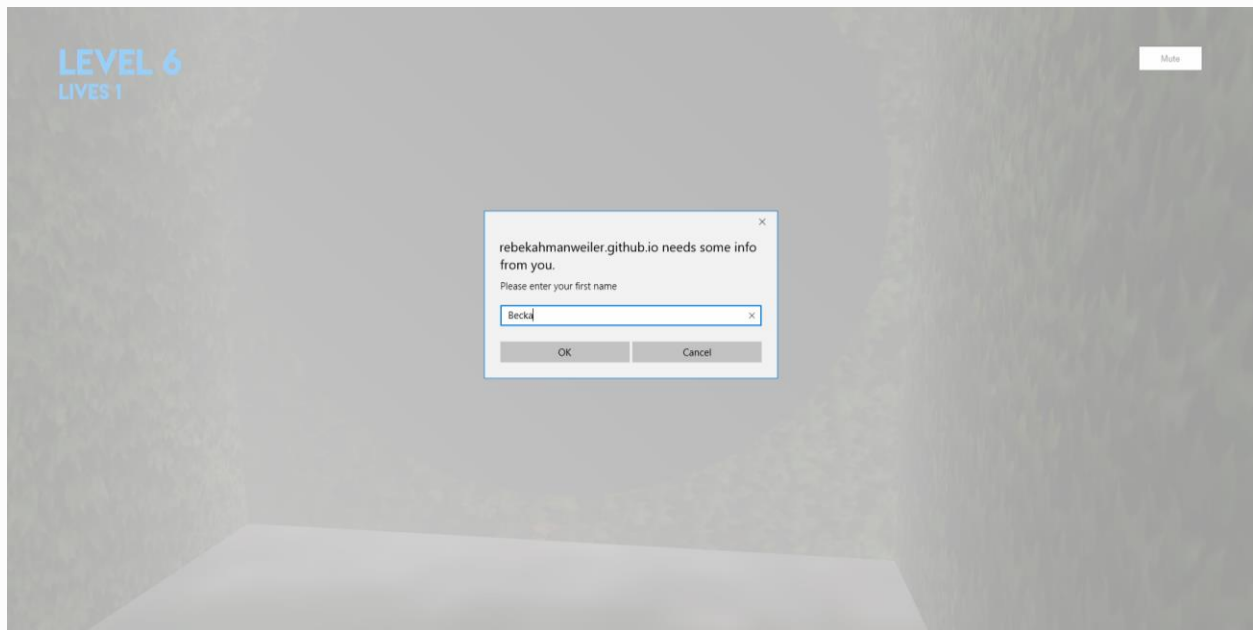 LEVEL 6
LIVES 1
Mute
rebekahmanweiler.github.io needs some info
from you.
Please enter your first name
Becka
OK
Cancel